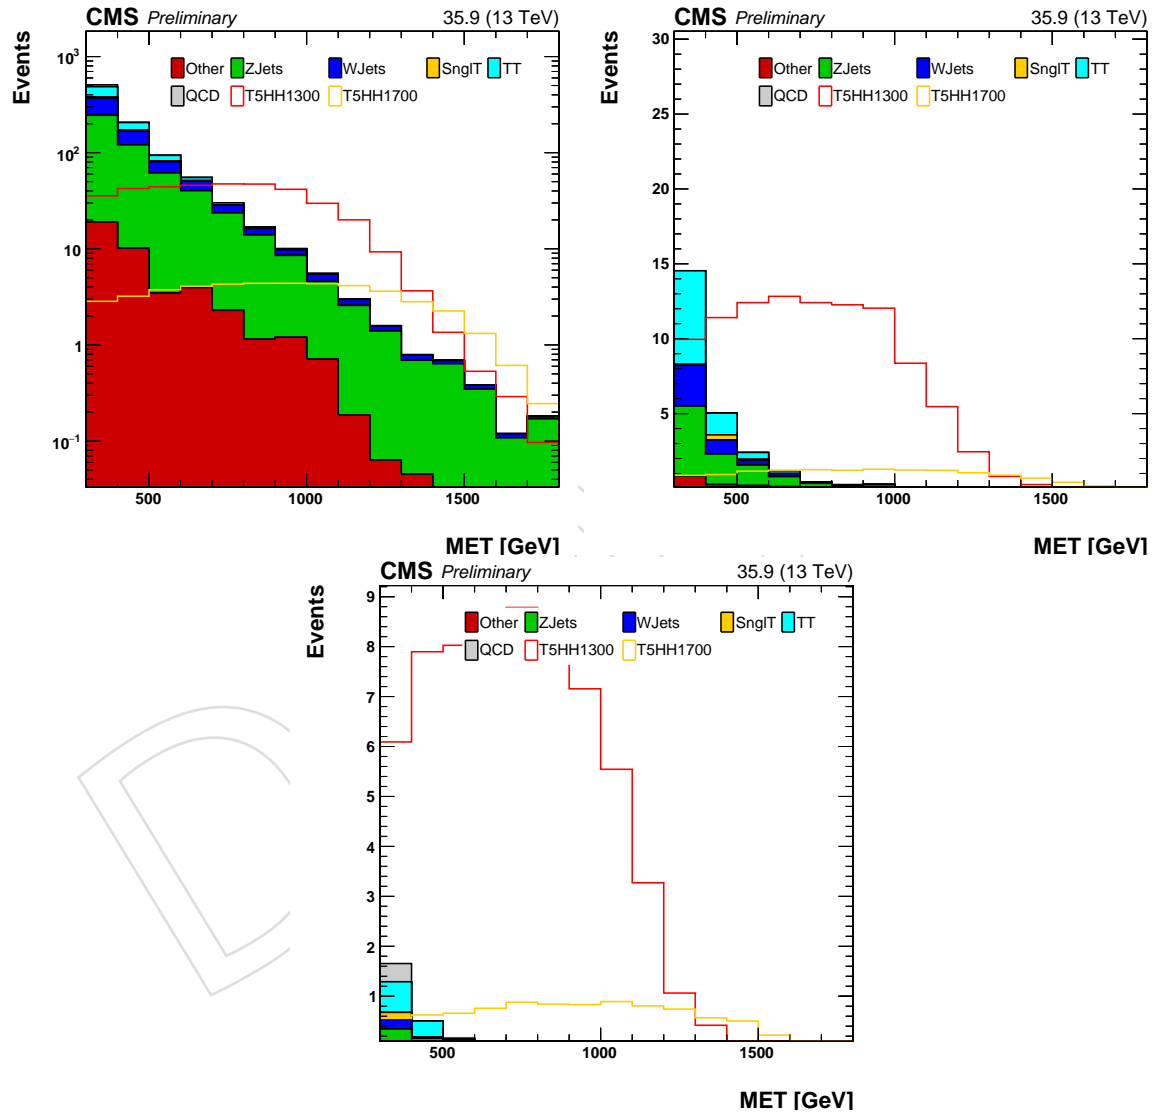 CMS Preliminary 35.9 (13 TeV)
Events
10³
10²
10
1
10⁻¹
Other ZJets WJets SnglT TT
QCD T5HH1300 T5HH1700
500 1000 1500
MET [GeV]
CMS Preliminary 35.9 (13 TeV)
Events
30
25
20
15
10
5
Other ZJets WJets SnglT TT
QCD T5HH1300 T5HH1700
500 1000 1500
MET [GeV]
CMS Preliminary 35.9 (13 TeV)
Events
9
8
7
6
5
4
3
2
1
Other ZJets WJets SnglT TT
QCD T5HH1300 T5HH1700
500 1000 1500
MET [GeV]
D